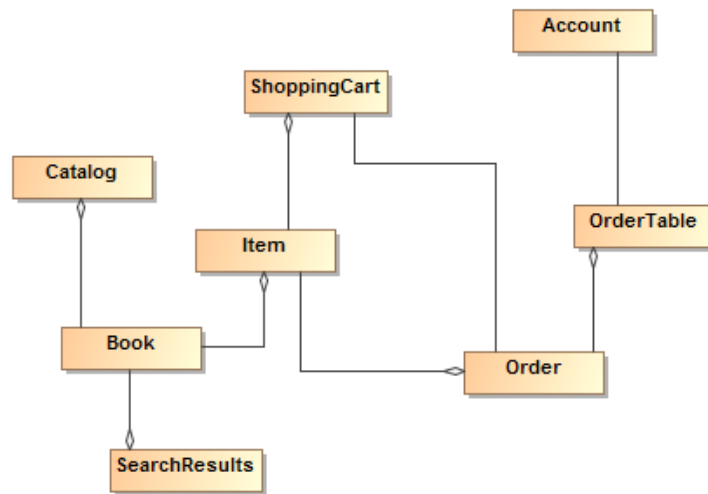 Account
ShoppingCart
Catalog
OrderTable
Item
Book
Order
SearchResults